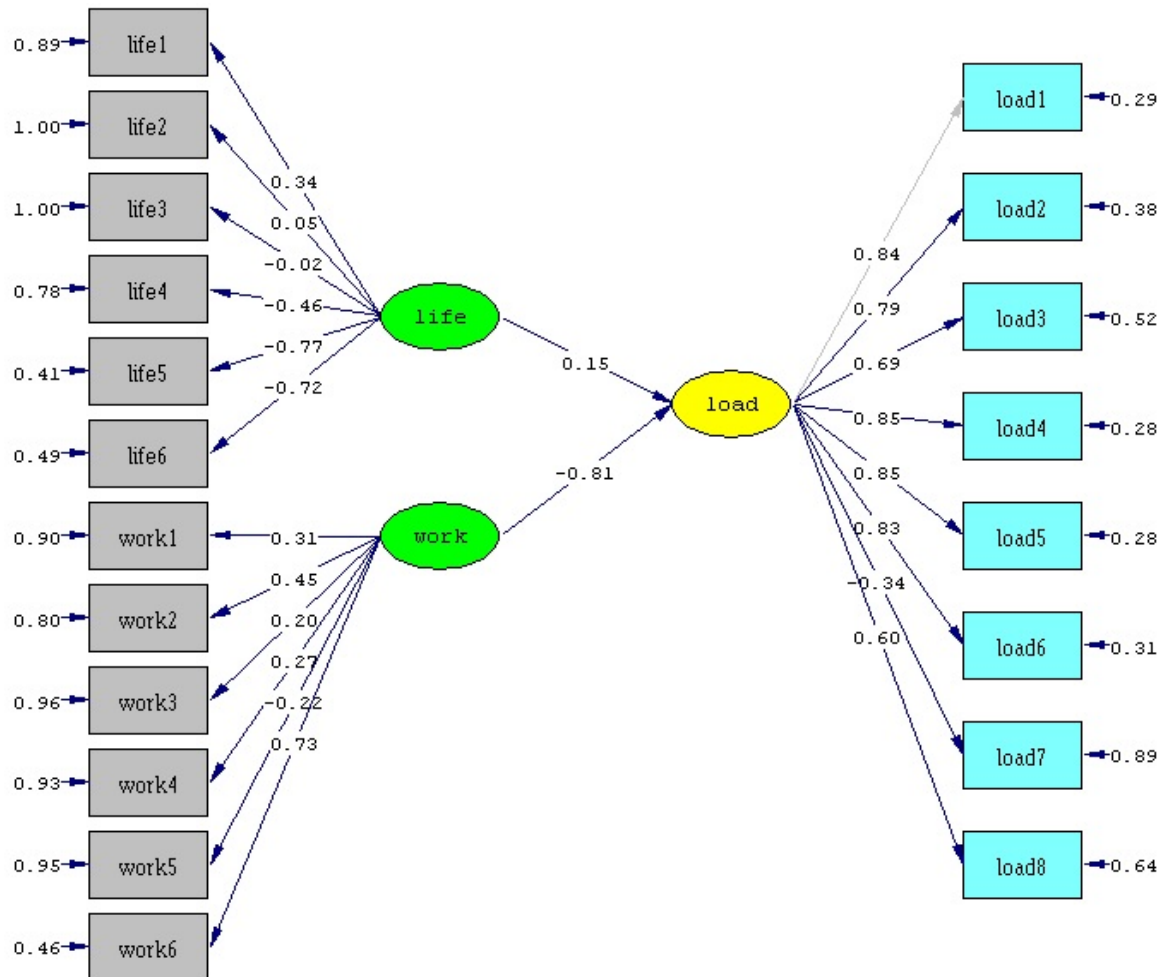 0.89 life1
1.00 life2
1.00 life3
0.78 life4
0.41 life5
0.49 life6
0.90 work1
0.80 work2
0.96 work3
0.93 work4
0.95 work5
0.46 work6
0.34
0.05
-0.02
-0.46
-0.77
-0.72
0.31
0.45
0.20
0.27
-0.22
0.73
life
work
0.15
-0.81
load
0.84
0.79
0.69
0.85
0.85
0.83
-0.34
0.60
load1 0.29
load2 0.38
load3 0.52
load4 0.28
load5 0.28
load6 0.31
load7 0.89
load8 0.64